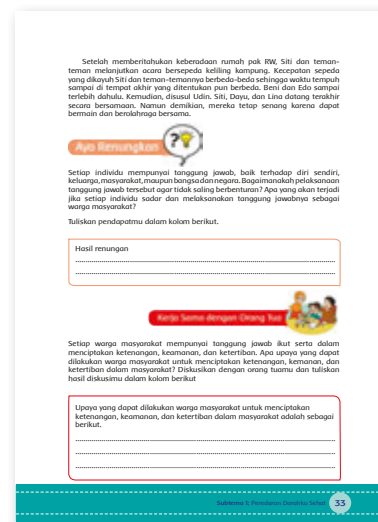 Setelah memberitahukan keberadaan rumah pak RW, Siti dan teman-
teman melanjutkan acara bersepeda keliling kampung. Kecepatan sepeda
yang dikayuh Siti dan teman-temannya berbeda-beda sehingga waktu tempuh
sampai di tempat akhir yang ditentukan pun berbeda. Beni dan Edo sampai
terlebih dahulu. Kemudian, disusul Udin. Siti, Dayu, dan Lina datang terakhir
secara bersamaan. Namun demikian, mereka tetap senang karena dapat
bermain dan berolahraga bersama.
Ayo Renungkan
Setiap individu mempunyai tanggung jawab, baik terhadap diri sendiri,
keluarga, masyarakat, maupun bangsa dan negara. Bagaimanakah pelaksanaan
tanggung jawab tersebut agar tidak saling berbenturan? Apa yang akan terjadi
jika setiap individu sadar dan melaksanakan tanggung jawabnya sebagai
warga masyarakat?
Tuliskan pendapatmu dalam kolom berikut.
Hasil renungan
Kerja Sama dengan Orang Tua
Setiap warga masyarakat mempunyai tanggung jawab ikut serta dalam
menciptakan ketenangan, keamanan, dan ketertiban. Apa upaya yang dapat
dilakukan warga masyarakat untuk menciptakan ketenangan, kemanan, dan
ketertiban dalam masyarakat? Diskusikan dengan orang tuamu dan tuliskan
hasil diskusimu dalam kolom berikut
Upaya yang dapat dilakukan warga masyarakat untuk menciptakan
ketenangan, keamanan, dan ketertiban dalam masyarakat adalah sebagai
berikut.
Subtema 1: Peredaran Darahku Sehat 33